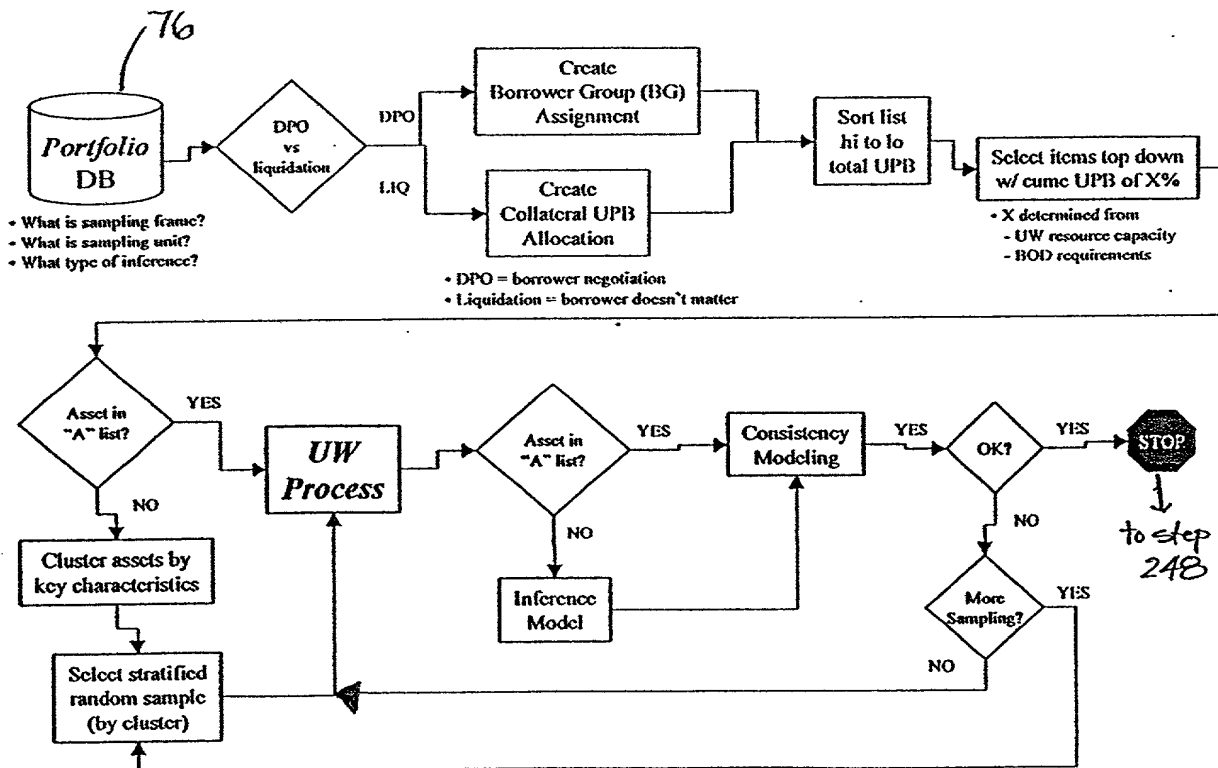 76
Portfolio
DB
• What is sampling frame?
• What is sampling unit?
• What type of inference?
DPO
vs
liquidation
DPO
LIQ
Create
Borrower Group (BG)
Assignment
Create
Collateral UPB
Allocation
• DPO = borrower negotiation
• Liquidation = borrower doesn't matter
Sort list
hi to lo
total UPB
Select items top down
w/ cume UPB of X%
• X determined from
- UW resource capacity
- BOD requirements
Asset in
"A" list?
YES
NO
Cluster assets by
key characteristics
Select stratified
random sample
(by cluster)
UW
Process
Asset in
"A" list?
YES
NO
Inference
Model
Consistency
Modeling
YES
OK?
YES
NO
STOP
to step
248
More
Sampling?
YES
NO